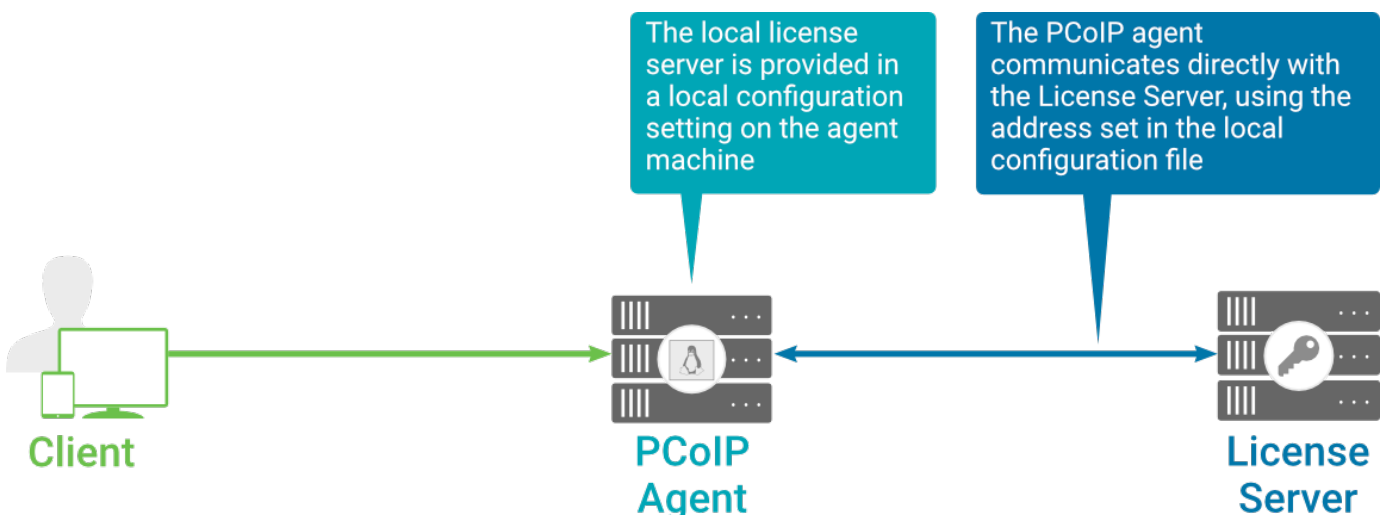 The local license
server is provided in
a local configuration
setting on the agent
machine
The PCoIP agent
communicates directly with
the License Server, using the
address set in the local
configuration file
Client
PCoIP
Agent
License
Server